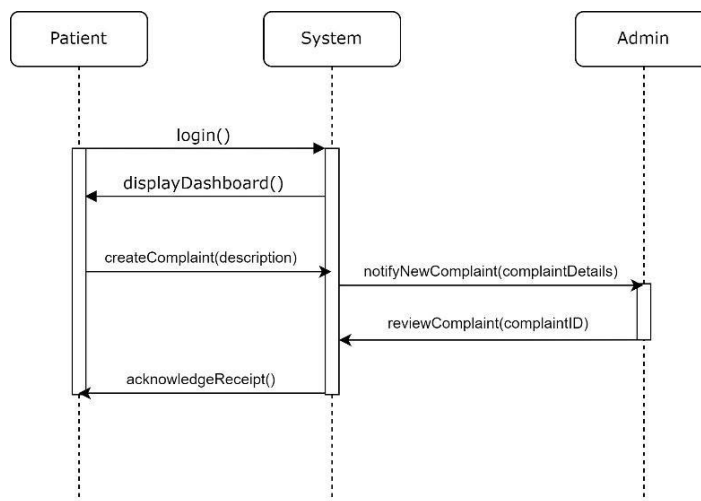 Patient
System
Admin
login()
displayDashboard()
createComplaint(description)
notifyNewComplaint(complaintDetails)
reviewComplaint(complaintID)
acknowledgeReceipt()